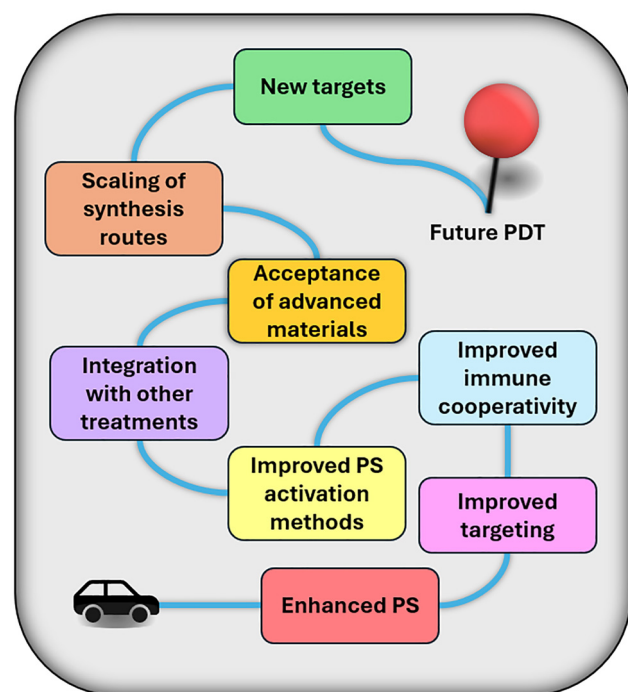 New targets
Future PDT
Scaling of
synthesis
routes
Acceptance
of advanced
materials
Improved
immune
cooperativity
Integration
with other
treatments
Improved PS
activation
methods
Improved
targeting
Enhanced PS